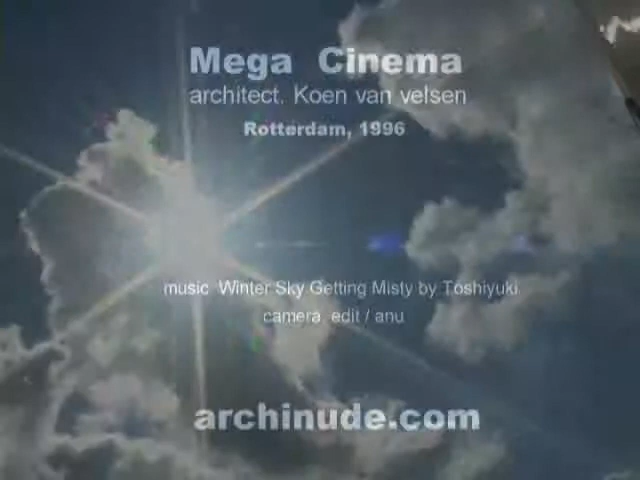 Mega Cinema
architect. Koen van velsen
Rotterdam, 1996
music Winter Sky Getting Misty by Toshiyuki
camera edit / anu
archinude.com